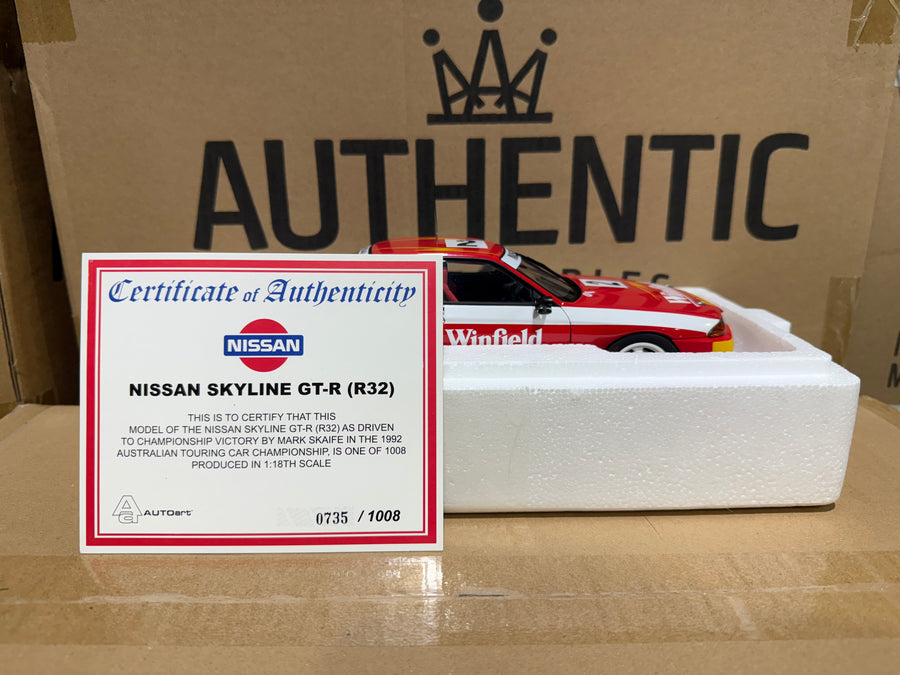 AUTHENTIC
Certificate of Authenticity
NISSAN
NISSAN SKYLINE GT-R (R32)
THIS IS TO CERTIFY THAT THIS
MODEL OF THE NISSAN SKYLINE GT-R (R32) AS DRIVEN
TO CHAMPIONSHIP VICTORY BY MARK SKAIFE IN THE 1992
AUSTRALIAN TOURING CAR CHAMPIONSHIP, IS ONE OF 1008
PRODUCED IN 1:18TH SCALE
AUTOart
0735 / 1008
Winfield
2